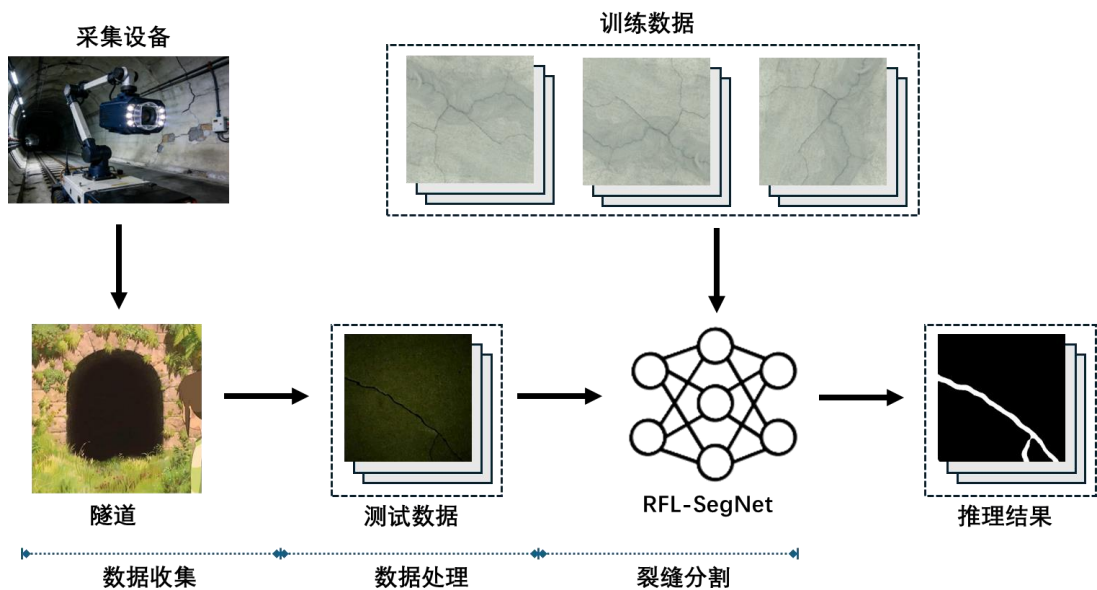 采集设备
训练数据
隧道
测试数据
RFL-SegNet
推理结果
数据收集
数据处理
裂缝分割